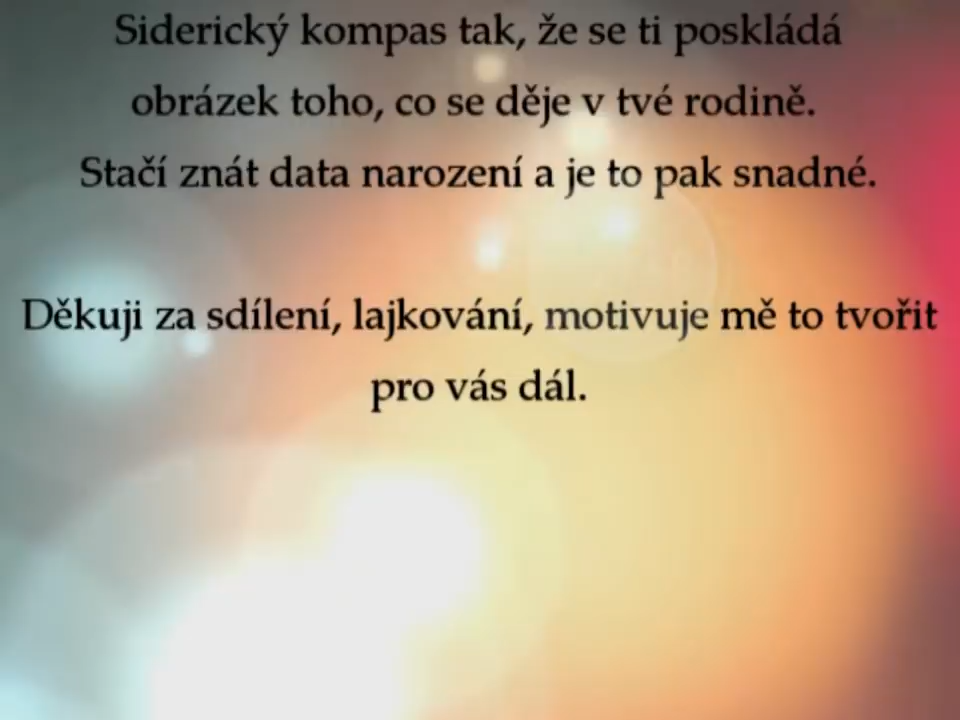 Siderický kompas tak, že se ti poskládá
obrázek toho, co se děje v tvé rodině.
Stačí znát data narození a je to pak snadné.
Děkuji za sdílení, lajkování, motivuje mě to tvořit
pro vás dál.